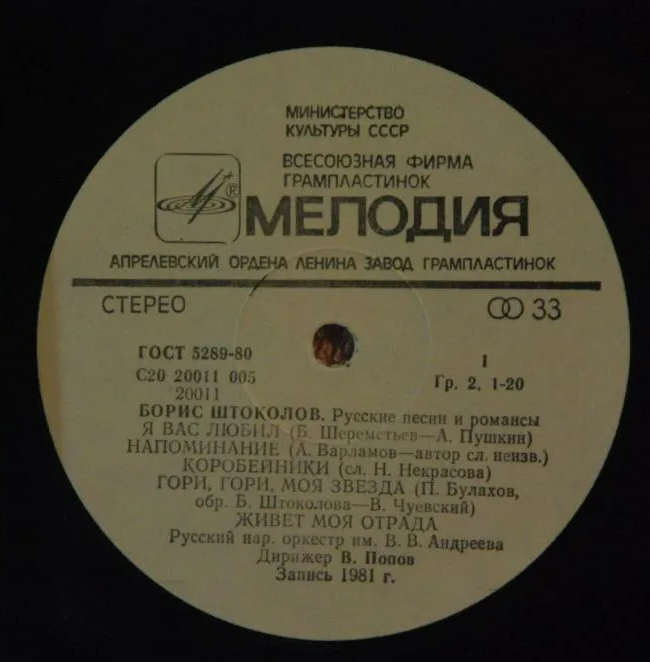 МИНИСТЕРСТВО
КУЛЬТУРЫ СССР
ВСЕСОЮЗНАЯ ФИРМА
ГРАМПЛАСТИНОК
®
МЕЛОДИЯ
АПРЕЛЕВСКИЙ ОРДЕНА ЛЕНИНА ЗАВОД ГРАМПЛАСТИНОК
СТЕРЕО 33
ГОСТ 5289-80
С20 20011 005
20011
I
Гр. 2. 1-20
БОРИС ШТОКОЛОВ. Русские песни и романсы
Я ВАС ЛЮБИЛ (Б. Шереметьев—А. Пушкин)
НАПОМИНАНИЕ (А. Варламов—автор сл. неизв.)
КОРОБЕЙНИКИ (сл. Н. Некрасова)
ГОРИ, ГОРИ, МОЯ ЗВЕЗДА (П. Булахов,
обр. Б. Штоколова—В. Чуевский)
ЖИВЕТ МОЯ ОТРАДА
Русский нар. оркестр им. В. В. Андреева
Дирижер В. Попов
Запись 1981 г.